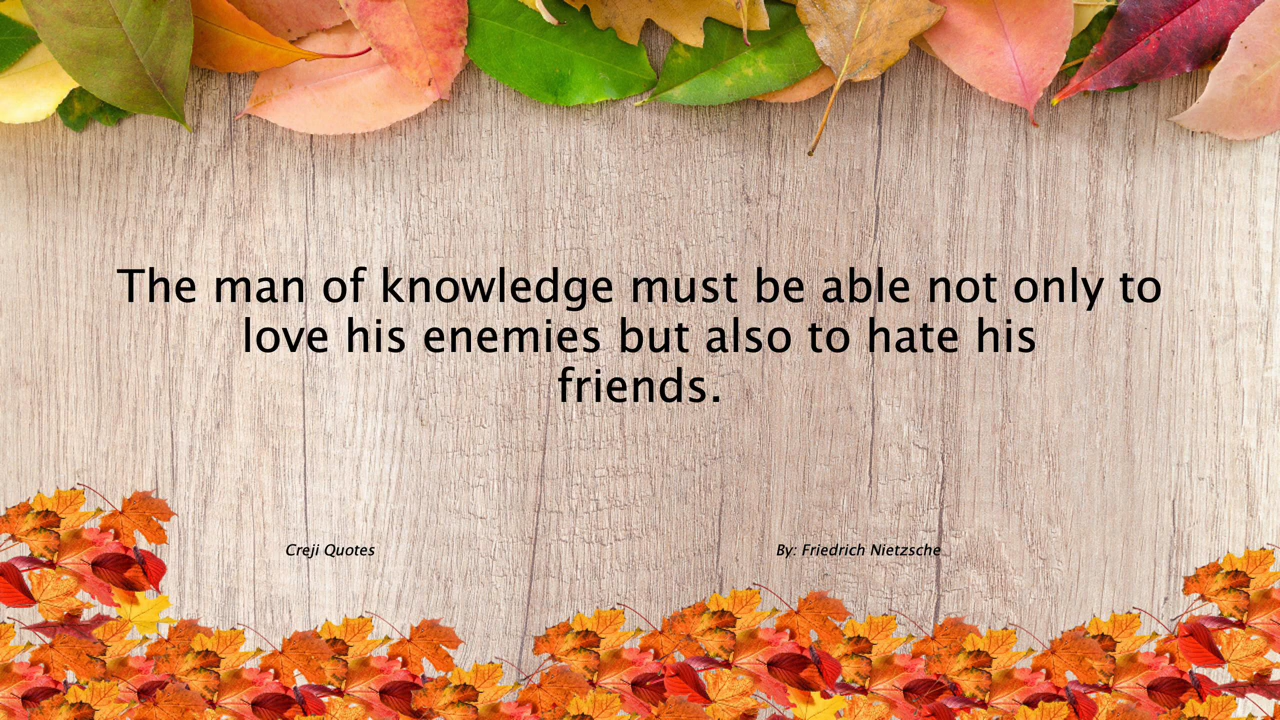 The man of knowledge must be able not only to
love his enemies but also to hate his
friends.
Creji Quotes
By: Friedrich Nietzsche